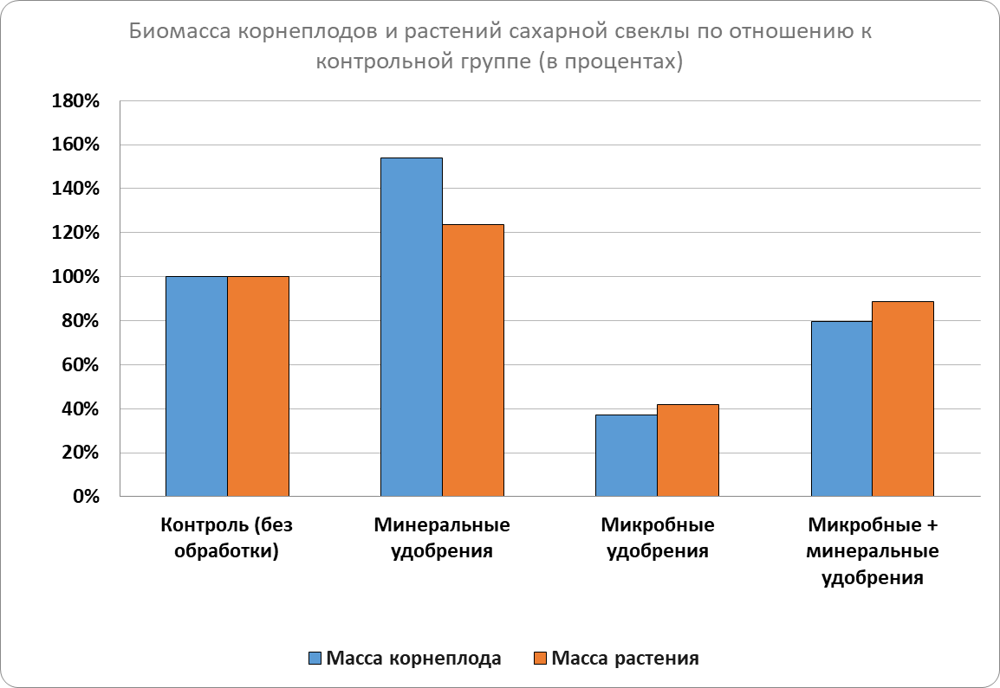 Биомасса корнеплодов и растений сахарной свеклы по отношению к
контрольной группе (в процентах)
180%
160%
140%
120%
100%
80%
60%
40%
20%
0%
Контроль (без
обработки)
Минеральные
удобрения
Микробные
удобрения
Микробные +
минеральные
удобрения
Масса корнеплода
Масса растения